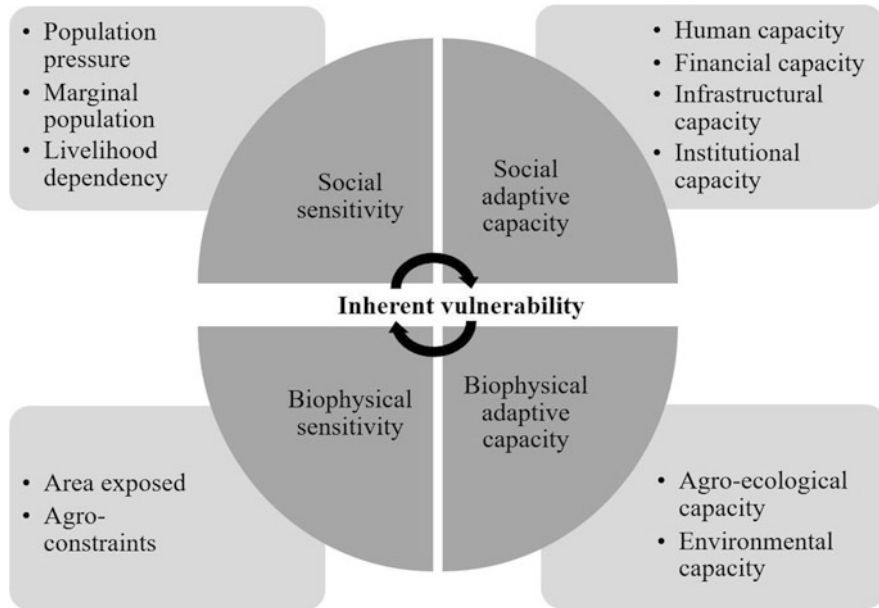 • Population
pressure
• Marginal
population
• Livelihood
dependency
• Human capacity
• Financial capacity
• Infrastructural
capacity
• Institutional
capacity
Social
sensitivity
Social
adaptive
capacity
Inherent vulnerability
Biophysical
sensitivity
Biophysical
adaptive
capacity
• Area exposed
• Agro-
constraints
• Agro-ecological
capacity
• Environmental
capacity